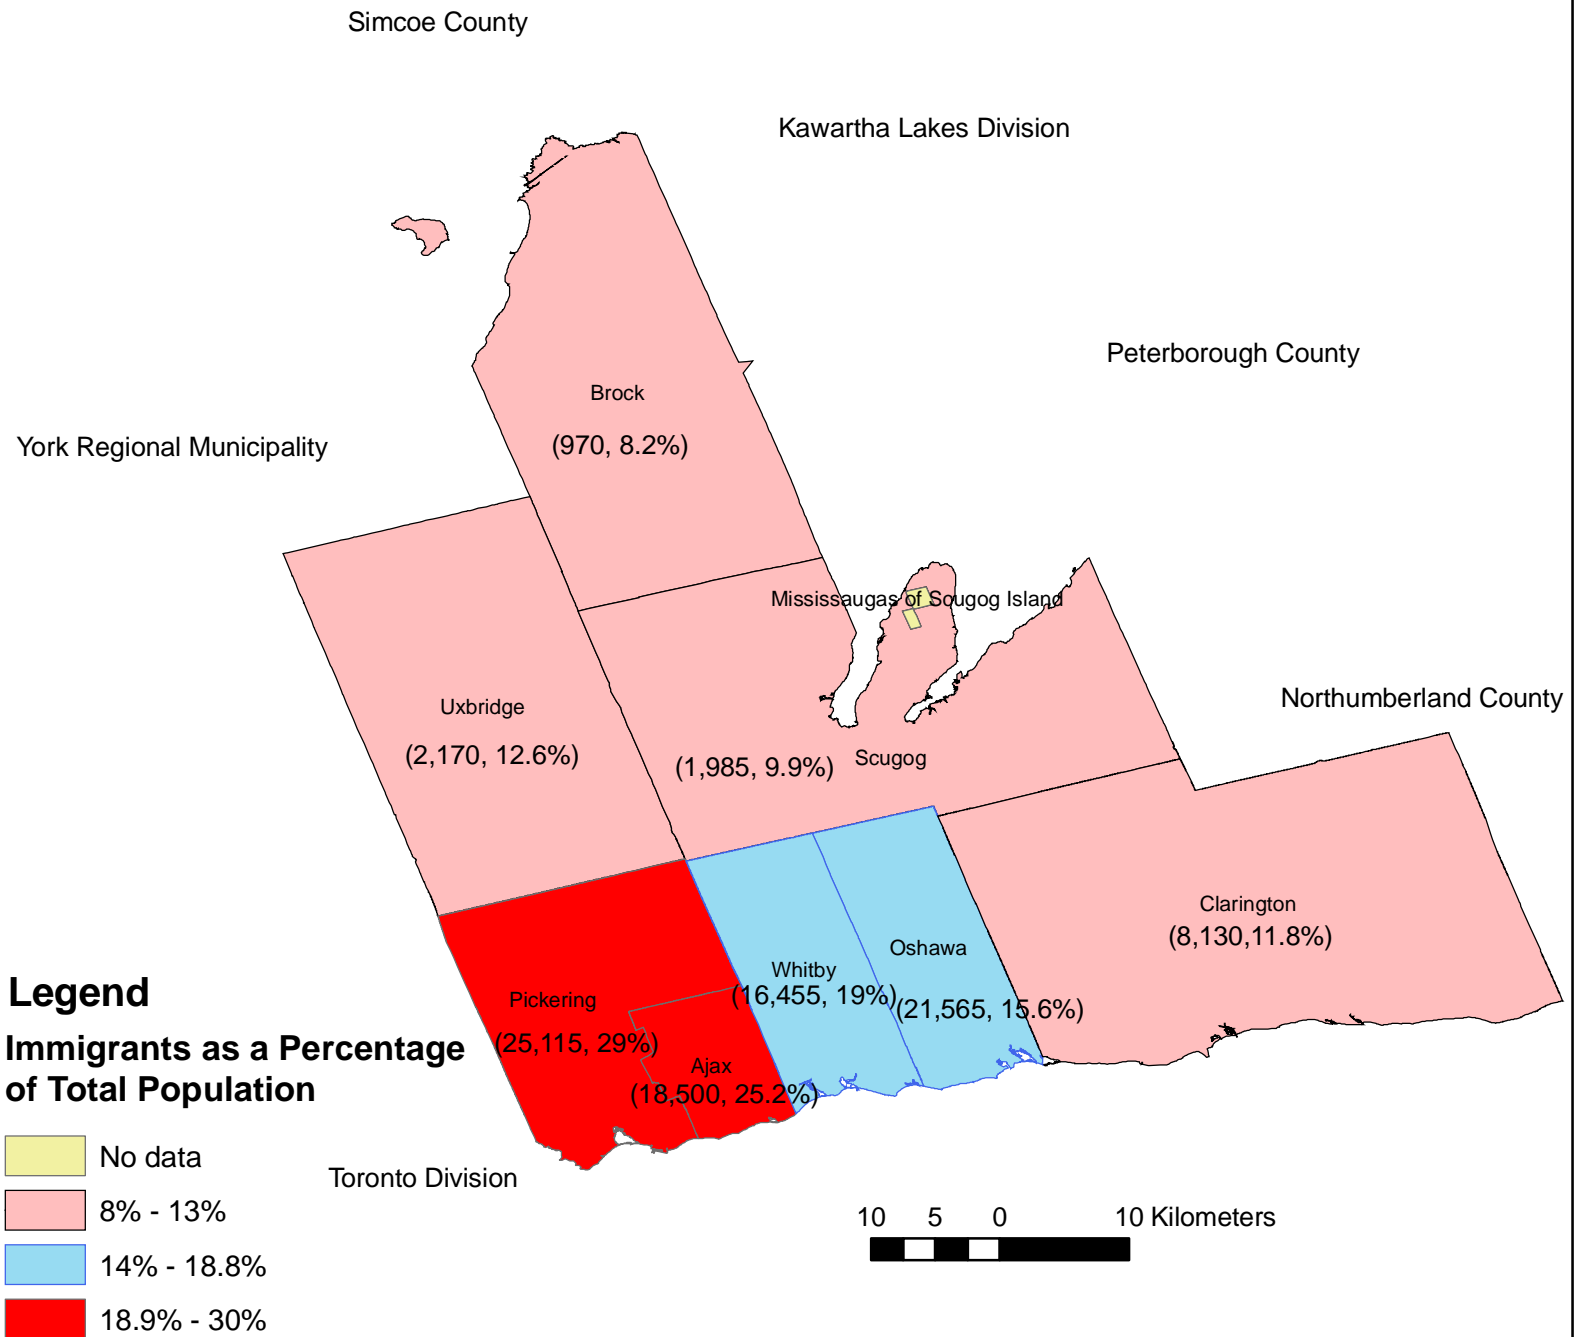 Simcoe County
Kawartha Lakes Division
Peterborough County
Brock
(970, 8.2%)
York Regional Municipality
Mississaugas of Sougog Island
Northumberland County
Uxbridge
(2,170, 12.6%)
(1,985, 9.9%) Scugog
Clarington
(8,130,11.8%)
Oshawa
(21,565, 15.6%)
Whitby
(16,455, 19%)
Pickering
(25,115, 29%)
Ajax
(18,500, 25.2%)
Legend
Immigrants as a Percentage
of Total Population
No data
8% - 13%
14% - 18.8%
18.9% - 30%
Toronto Division
10 5 0 10 Kilometers